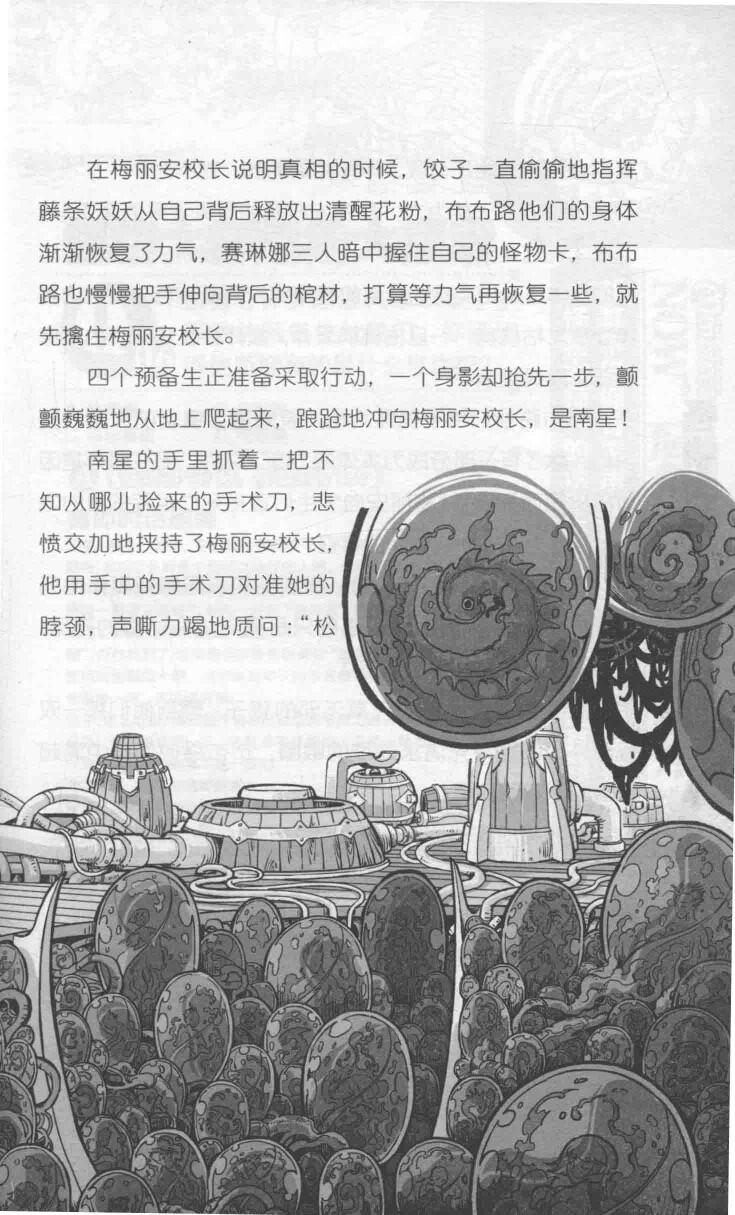 在梅丽安校长说明真相的时候，饺子一直偷偷地指挥
藤条妖妖从自己背后释放出清醒花粉，布布路他们的身体
渐渐恢复了力气，赛琳娜三人暗中握住自己的怪物卡，布布
路也慢慢把手伸向背后的棺材，打算等力气再恢复一些，就
先擒住梅丽安校长。
四个预备生正准备采取行动，一个身影却抢先一步，颤
颤巍巍地从地上爬起来，踉跄地冲向梅丽安校长，是南星！
南星的手里抓着一把不
知从哪儿捡来的手术刀，悲
愤交加地挟持了梅丽安校长，
他用手中的手术刀对准她的
脖颈，声嘶力竭地质问：“松